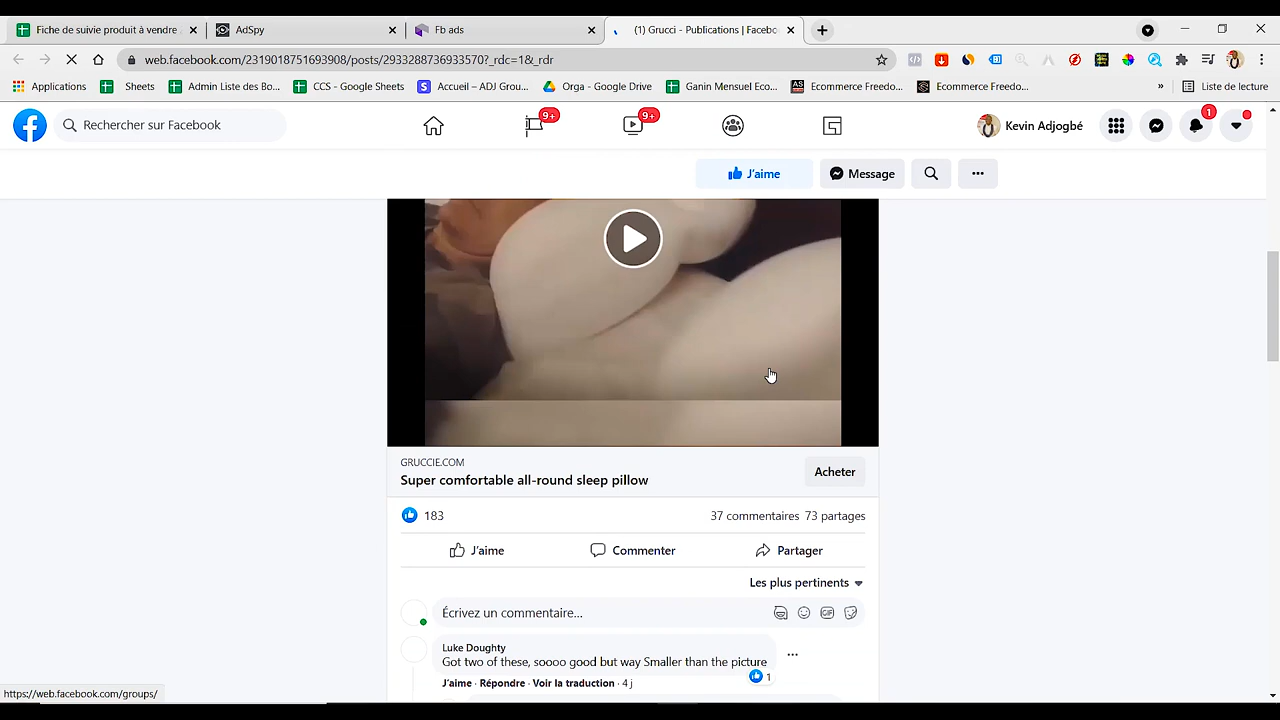 Fiche de suivie produit à vendre
AdSpy
Fb ads
(1) Grucci - Publications | Facebo
web.facebook.com/2319018751693908/posts/2933283636933570?_rdc=1&_rdr
Applications
Sheets
Admin Liste des Bo...
CCS - Google Sheets
Accueil – ADJ Grou...
Orga - Google Drive
Ganin Mensuel Eco...
Ecommerce Freedo...
Ecommerce Freedo...
»
Liste de lecture
Rechercher sur Facebook
9+
9+
Kevin Adjogbé
1
J'aime
Message
GRUCCIE.COM
Super comfortable all-round sleep pillow
Acheter
183
37 commentaires 73 partages
J'aime
Commenter
Partager
Les plus pertinents
Écrivez un commentaire...
GIF
Luke Doughty
Got two of these, soooo good but way Smaller than the picture
1
J'aime · Répondre · Voir la traduction · 4 j
https://web.facebook.com/groups/